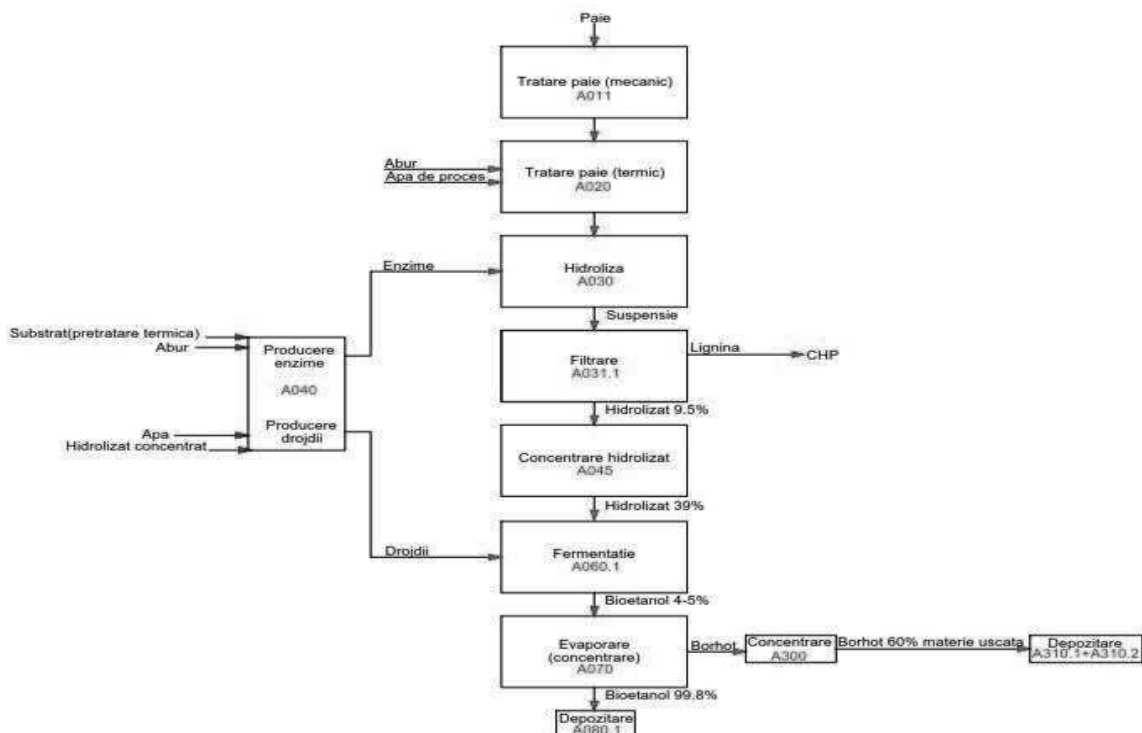 Paie
Tratare paie (mecanic)
A011
Abur
Apa de proces
Tratare paie (termic)
A020
Enzime
Hidroliza
A030
Suspensie
Substrat(pretratare termica)
Abur
Producere
enzime
A040
Producere
drojdii
Apa
Hidrolizat concentrat
Filtrare
A031.1
Lignina
CHP
Hidrolizat 9.5%
Concentrare hidrolizat
A045
Hidrolizat 39%
Drojdii
Fermentatie
A060.1
Bioetanol 4-5%
Evaporare
(concentrare)
A070
Borhot
Concentrare
A300
Borhot 60% materie uscata
Depozitare
A310.1+A310.2
Bioetanol 99.8%
Depozitare
A080.1